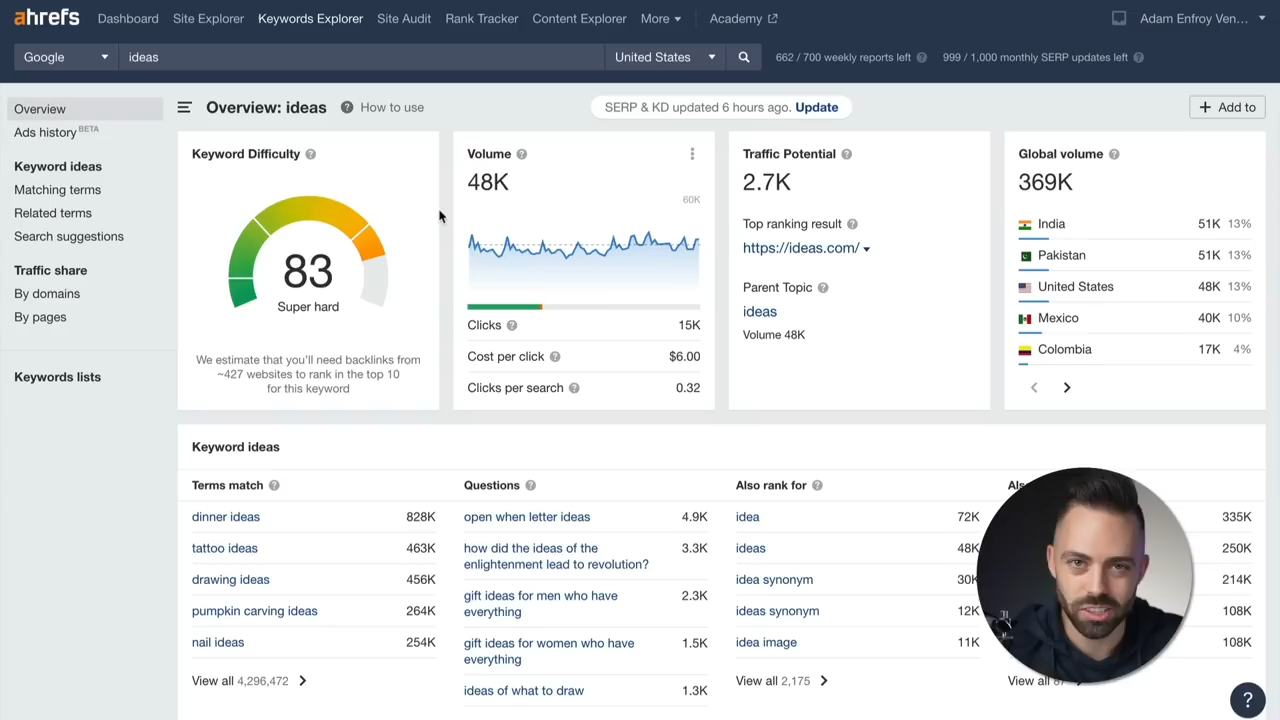 ahrefs Dashboard Site Explorer Keywords Explorer Site Audit Rank Tracker Content Explorer More Academy Adam Enfroy Ven...
Google ideas United States 662 / 700 weekly reports left ? 999 / 1,000 monthly SERP updates left ?
Overview
Ads history BETA
Keyword ideas
Matching terms
Related terms
Search suggestions
Traffic share
By domains
By pages
Keywords lists
Overview: ideas ? How to use SERP & KD updated 6 hours ago. Update + Add to
Keyword Difficulty ?
83
Super hard
We estimate that you'll need backlinks from
~427 websites to rank in the top 10
for this keyword
Volume ?
48K
60K
Clicks ? 15K
Cost per click ? $6.00
Clicks per search ? 0.32
Traffic Potential ?
2.7K
Top ranking result ?
https://ideas.com/
Parent Topic ?
ideas
Volume 48K
Global volume ?
369K
India 51K 13%
Pakistan 51K 13%
United States 48K 13%
Mexico 40K 10%
Colombia 17K 4%
Keyword ideas
Terms match ?
dinner ideas 828K
tattoo ideas 463K
drawing ideas 456K
pumpkin carving ideas 264K
nail ideas 254K
View all 4,296,472
Questions ?
open when letter ideas 4.9K
how did the ideas of the 3.3K
enlightenment lead to revolution?
gift ideas for men who have 2.3K
everything
gift ideas for women who have 1.5K
everything
ideas of what to draw 1.3K
Also rank for ?
idea 72K
ideas 48K
idea synonym 30K
ideas synonym 12K
idea image 11K
View all 2,175
335K
250K
214K
108K
108K
View all
?